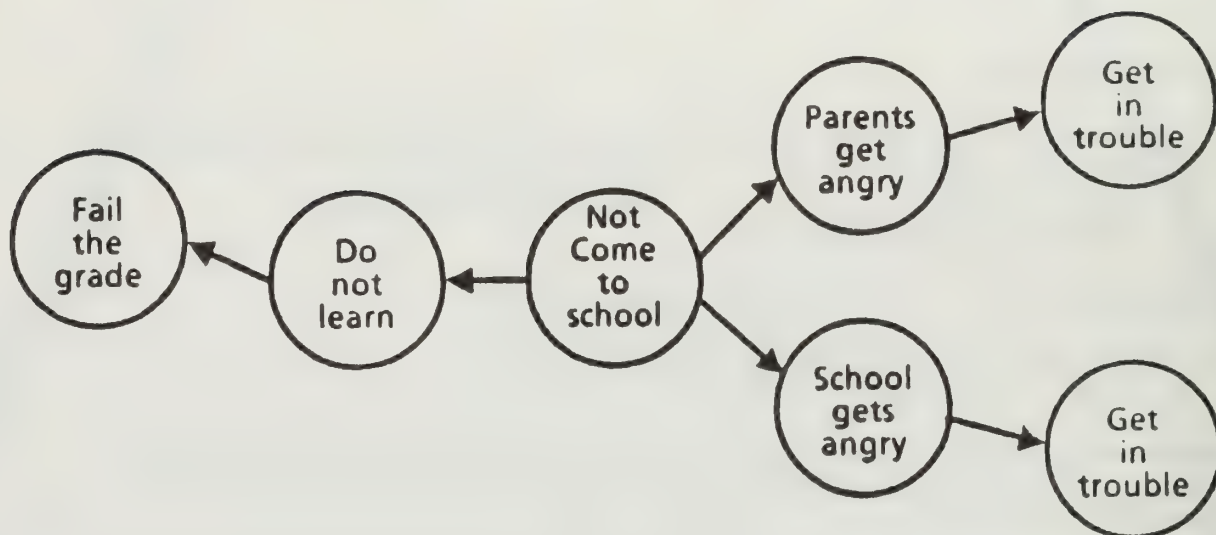 Fail
the
grade
Do
not
learn
Not
Come
to
school
Parents
get
angry
Get
in
trouble
School
gets
angry
Get
in
trouble